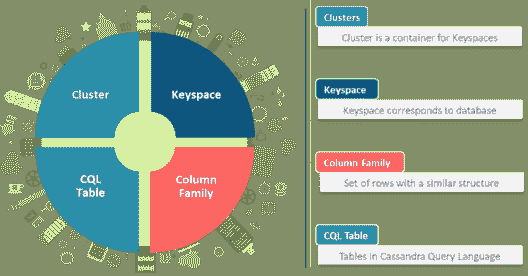 Cluster
Keyspace
CQL
Table
Column
Family
Clusters
Cluster is a container for Keyspaces
Keyspace
Keyspace corresponds to database
Column Family
Set of rows with a similar structure
CQL Table
Tables in Cassandra Query Language